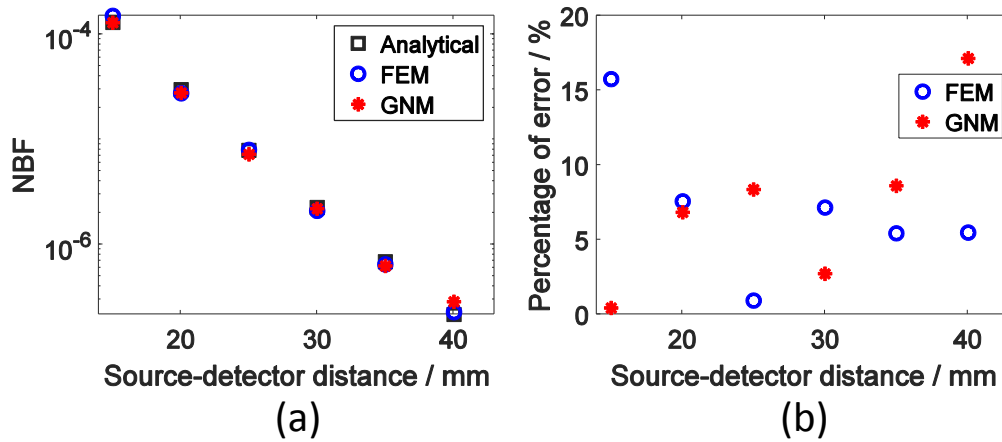 10^-4
10^-6
NBF
Analytical
FEM
GNM
20 30 40
Source-detector distance / mm
(a)
20
15
10
5
0
Percentage of error / %
FEM
GNM
20 30 40
Source-detector distance / mm
(b)